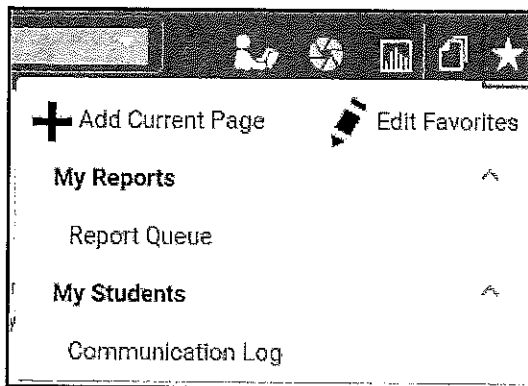 Add Current Page
Edit Favorites
My Reports
Report Queue
My Students
Communication Log